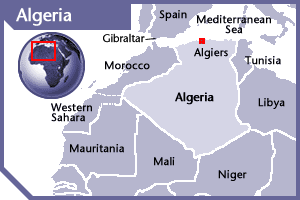 Algeria
Spain
Mediterranean
Sea
Gibraltar
Algiers
Morocco
Tunisia
Algeria
Libya
Western
Sahara
Mauritania
Mali
Niger